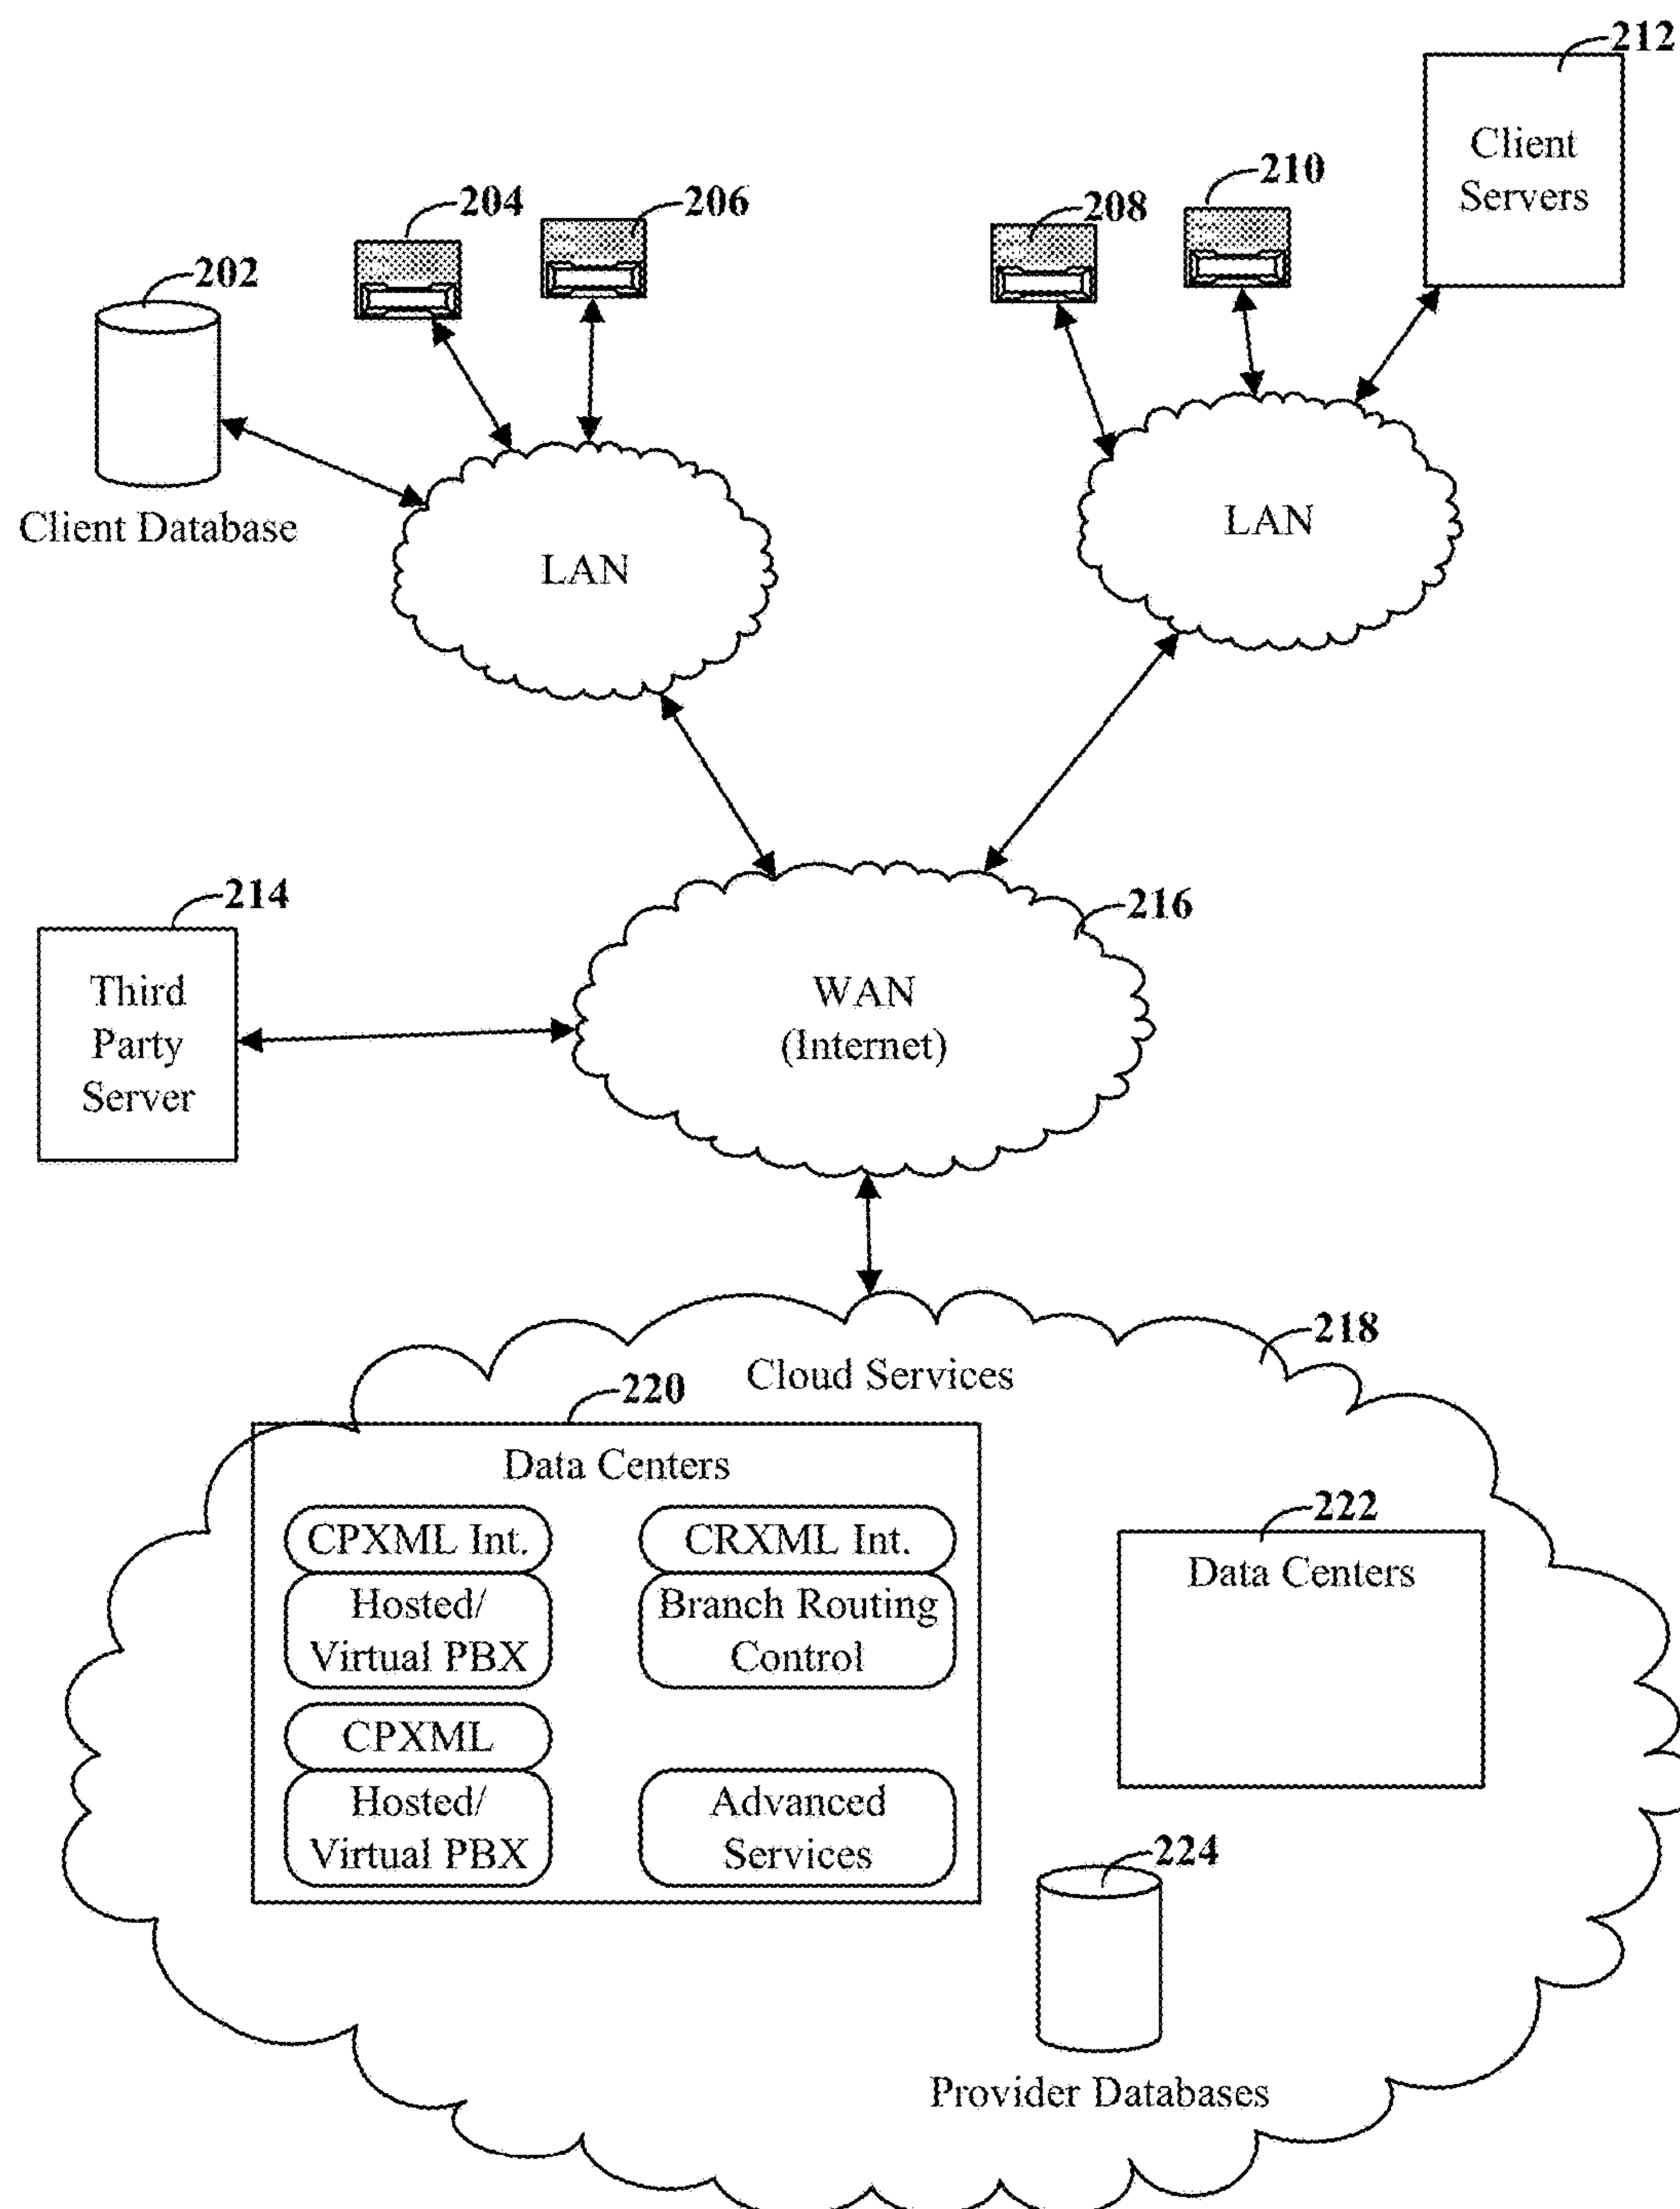 212
Client
Servers
204
206
208
210
202
Client Database
LAN
LAN
214
Third
Party
Server
216
WAN
(Internet)
218
Cloud Services
220
Data Centers
CPXML Int.
Hosted/
Virtual PBX
CRXML Int.
Branch Routing
Control
CPXML
Hosted/
Virtual PBX
Advanced
Services
222
Data Centers
224
Provider Databases